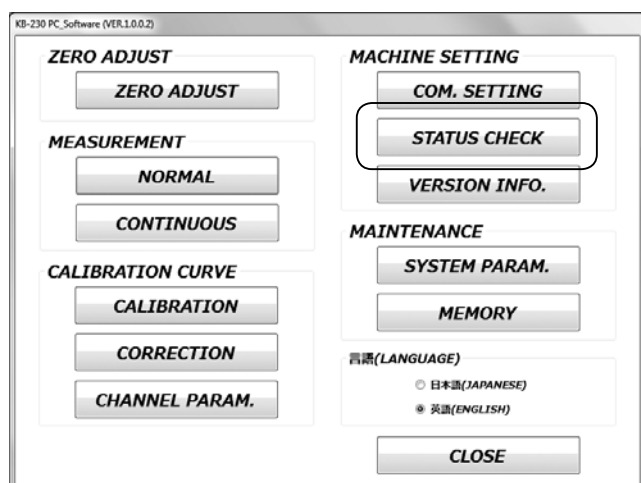 KB-230 PC_Software (VER.1.0.0.2)
ZERO ADJUST
ZERO ADJUST
MEASUREMENT
NORMAL
CONTINUOUS
CALIBRATION CURVE
CALIBRATION
CORRECTION
CHANNEL PARAM.
MACHINE SETTING
COM. SETTING
STATUS CHECK
VERSION INFO.
MAINTENANCE
SYSTEM PARAM.
MEMORY
言語(LANGUAGE)
日本語(JAPANESE)
英語(ENGLISH)
CLOSE